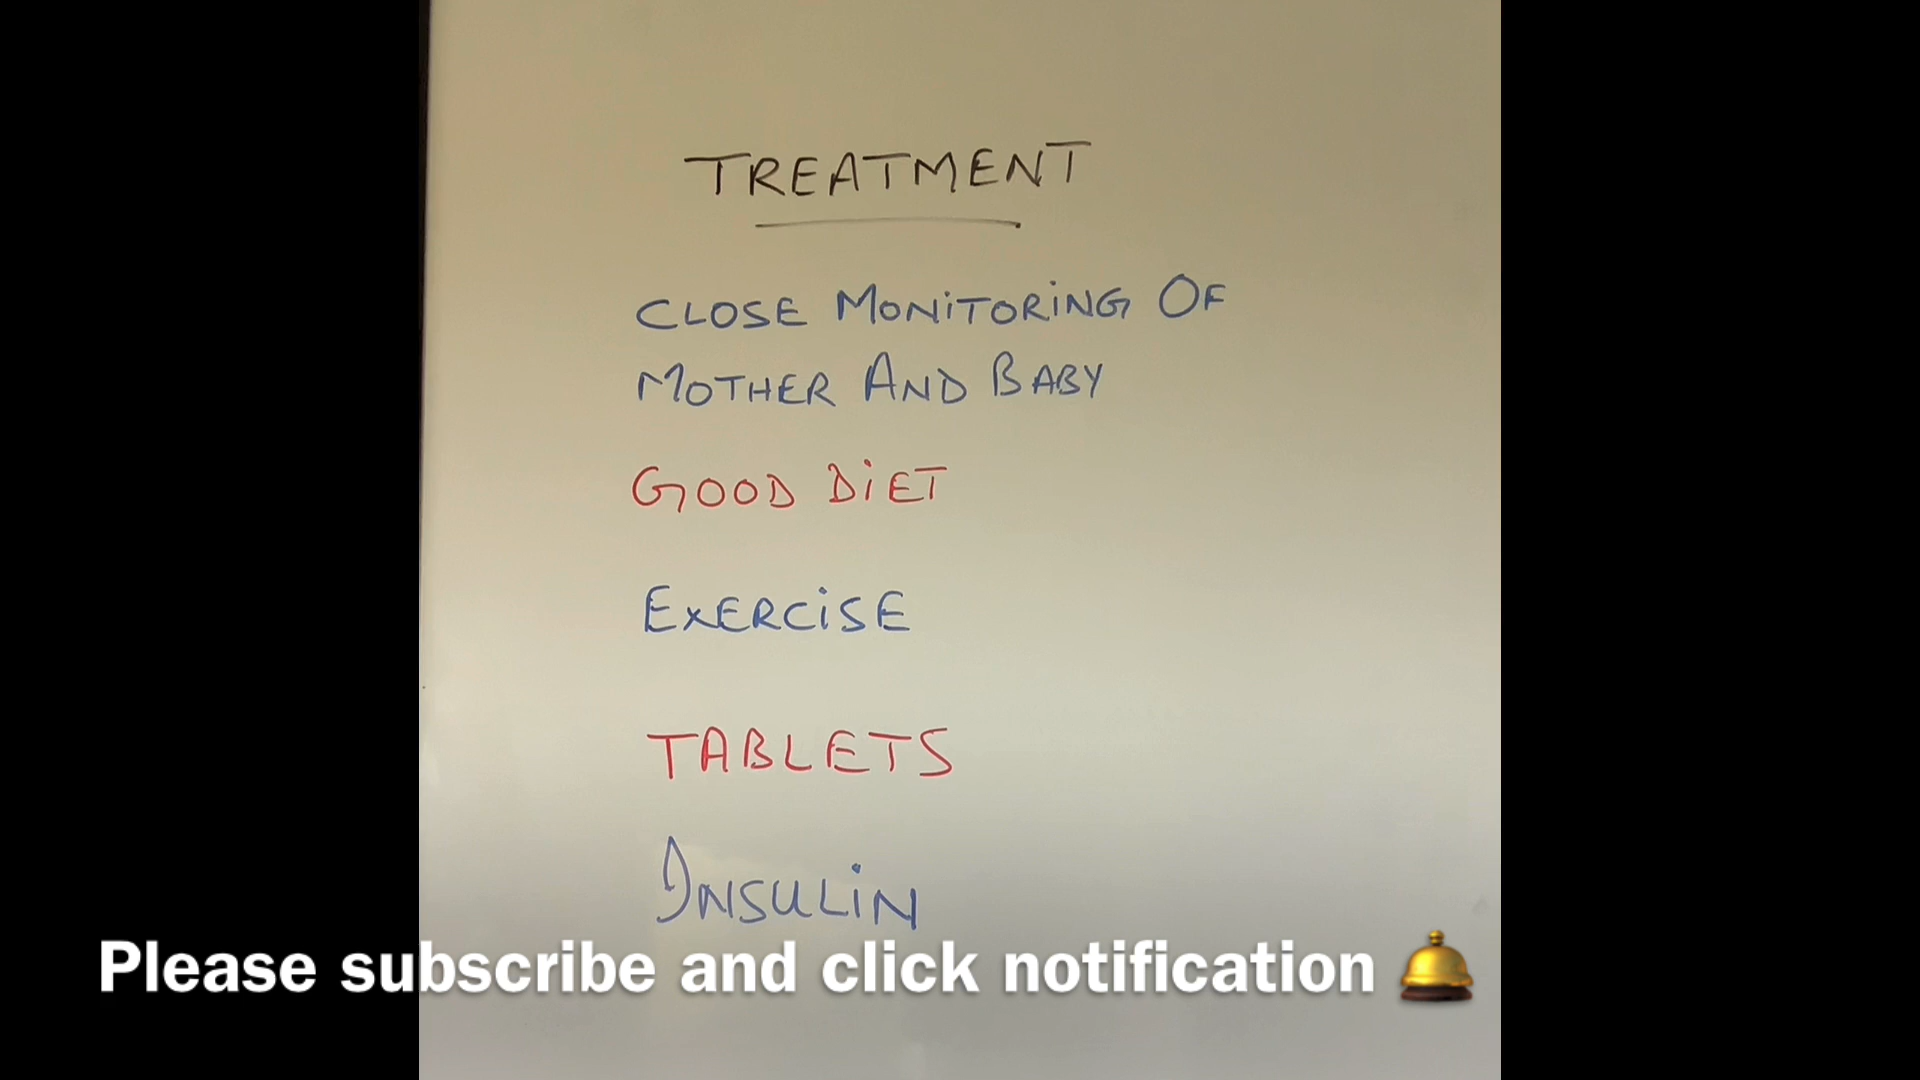 TREATMENT
CLOSE MONITORING OF
MOTHER AND BABY
GOOD DIET
EXERCISE
TABLETS
INSULIN
Please subscribe and click notification